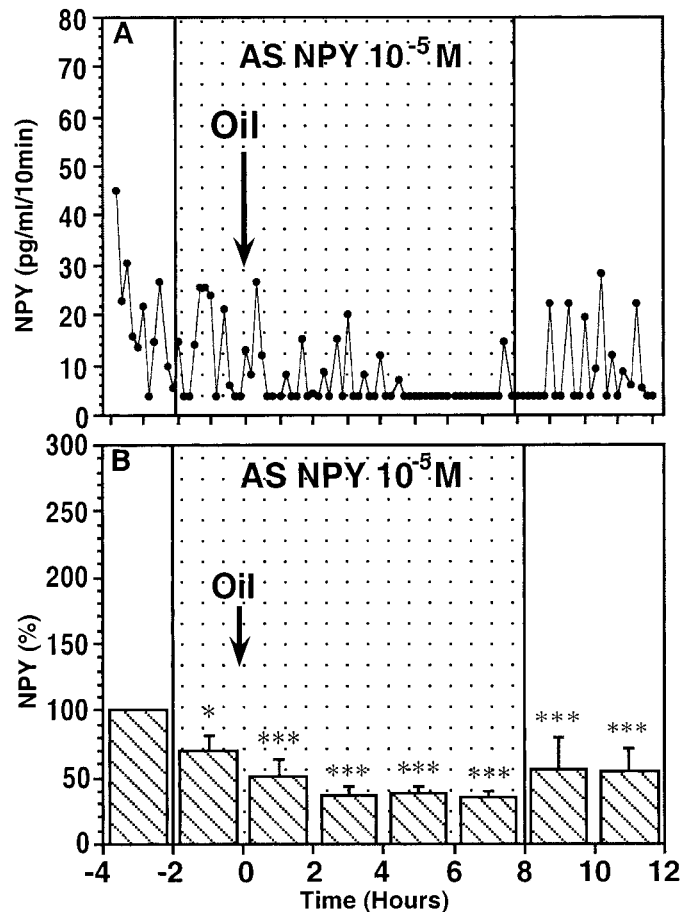 A
AS NPY 10⁻⁵ M
Oil
NPY (pg/ml/10min)
80
70
60
50
40
30
20
10
0
B
AS NPY 10⁻⁵ M
Oil
NPY (%)
300
250
200
150
100
50
0
*
***
***
***
***
***
***
-4 -2 0 2 4 6 8 10 12
Time (Hours)